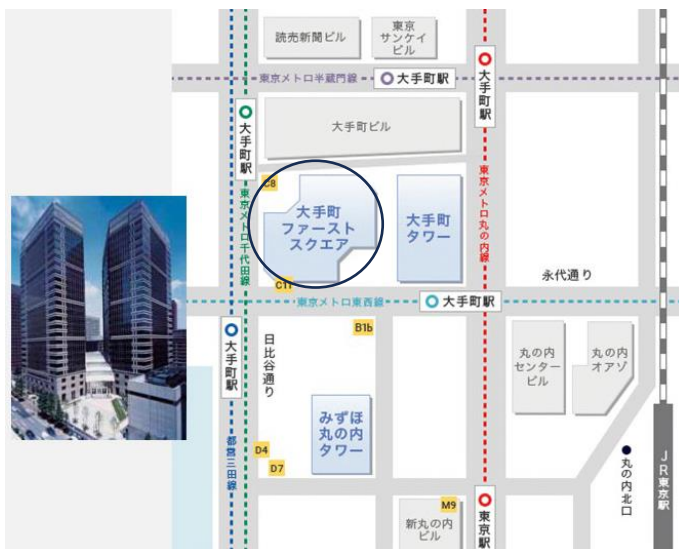 読売新聞ビル
東京
サンケイ
ビル
東京メトロ半蔵門線
大手町駅
大手町駅
大手町ビル
大手町駅
C8
東京メトロ千代田線
大手町
ファースト
スクエア
大手町
タワー
東京メトロ丸の内線
永代通り
C11
東京メトロ東西線
大手町駅
大手町駅
日比谷通り
B1b
丸の内
センター
ビル
丸の内
オアゾ
みずほ
丸の内
タワー
都営三田線
D4
D7
丸の内北口
JR東京駅
M9
新丸の内
ビル
東京駅